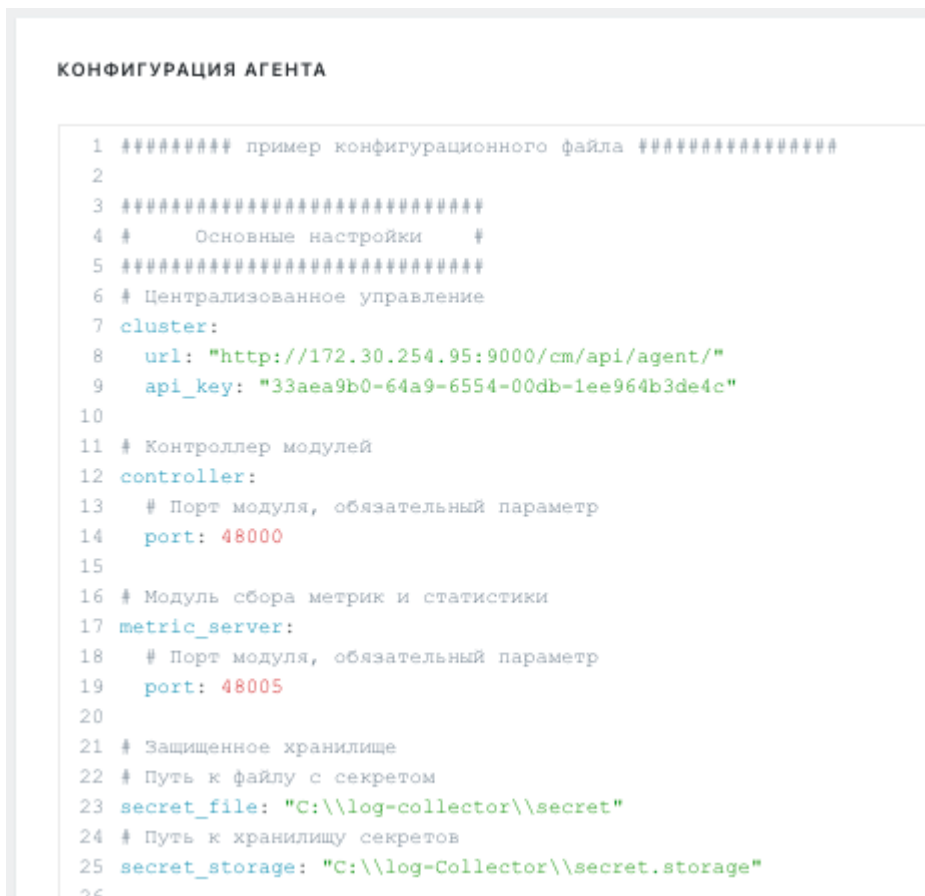 КОНФИГУРАЦИЯ АГЕНТА
1 ######### пример конфигурационного файла ################
2
3 #############################
4 #     Основные настройки    #
5 #############################
6 # Централизованное управление
7 cluster:
8   url: "http://172.30.254.95:9000/cm/api/agent/"
9   api_key: "33aea9b0-64a9-6554-00db-1ee964b3de4c"
10
11 # Контроллер модулей
12 controller:
13   # Порт модуля, обязательный параметр
14   port: 48000
15
16 # Модуль сбора метрик и статистики
17 metric_server:
18   # Порт модуля, обязательный параметр
19   port: 48005
20
21 # Защищенное хранилище
22 # Путь к файлу с секретом
23 secret_file: "C:\\log-collector\\secret"
24 # Путь к хранилищу секретов
25 secret_storage: "C:\\log-Collector\\secret.storage"
26